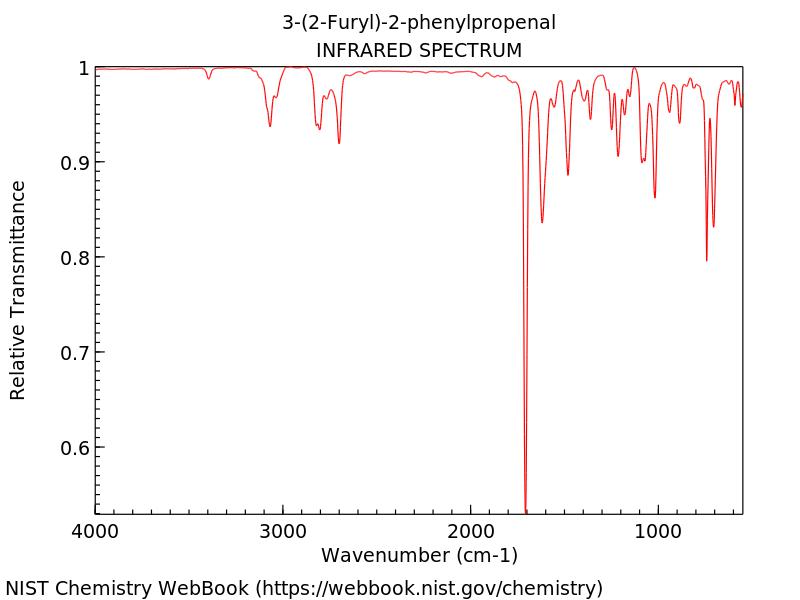 3-(2-Furyl)-2-phenylpropenal
INFRARED SPECTRUM
1
0.9
0.8
0.7
0.6
Relative Transmittance
4000 3000 2000 1000
Wavenumber (cm-1)
NIST Chemistry WebBook (https://webbook.nist.gov/chemistry)